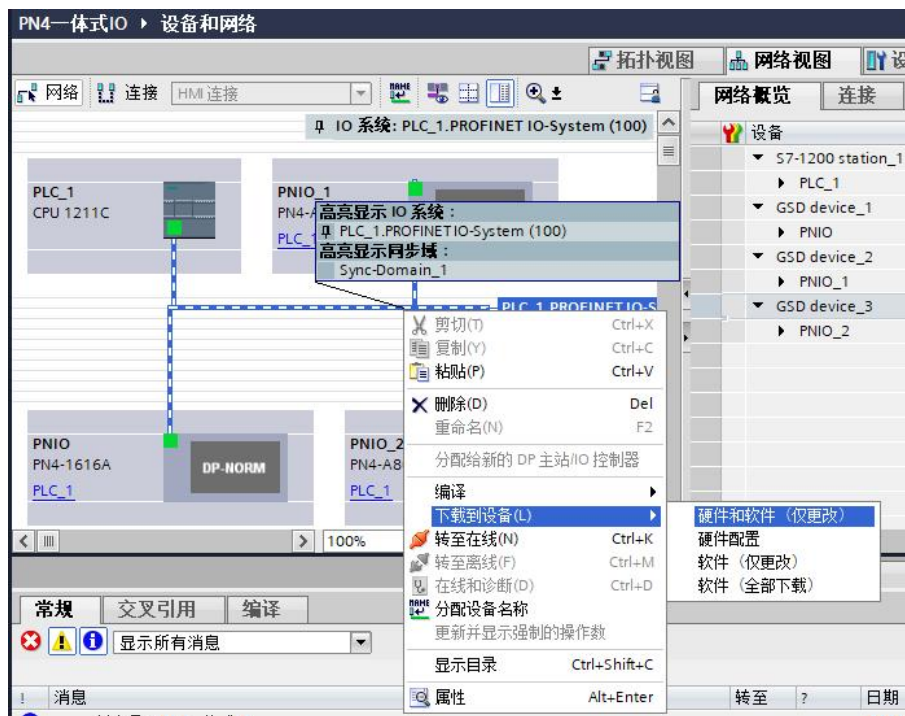 PN4一体式IO ▸ 设备和网络
拓扑视图
网络视图
网络
连接
HMI连接
IO 系统: PLC_1.PROFINET IO-System (100)
PLC_1
CPU 1211C
PNIO_1
PN4-A
PLC_1
高亮显示 IO 系统：
PLC_1.PROFINET IO-System (100)
高亮显示同步域：
Sync-Domain_1
PLC_1.PROFINET IO-S
PNIO
PN4-1616A
PLC_1
DP-NORM
PNIO_2
PN4-A8
PLC_1
100%
剪切(T) Ctrl+X
复制(Y) Ctrl+C
粘贴(P) Ctrl+V
删除(D) Del
重命名(N) F2
分配给新的 DP 主站/IO 控制器
编译
下载到设备(L)
转至在线(N) Ctrl+K
转至离线(F) Ctrl+M
在线和诊断(D) Ctrl+D
分配设备名称
更新并显示强制的操作数
显示目录 Ctrl+Shift+C
属性 Alt+Enter
硬件和软件（仅更改）
硬件配置
软件（仅更改）
软件（全部下载）
网络概览
连接
设备
S7-1200 station_1
PLC_1
GSD device_1
PNIO
GSD device_2
PNIO_1
GSD device_3
PNIO_2
常规
交叉引用
编译
显示所有消息
! 消息
转至
?
日期